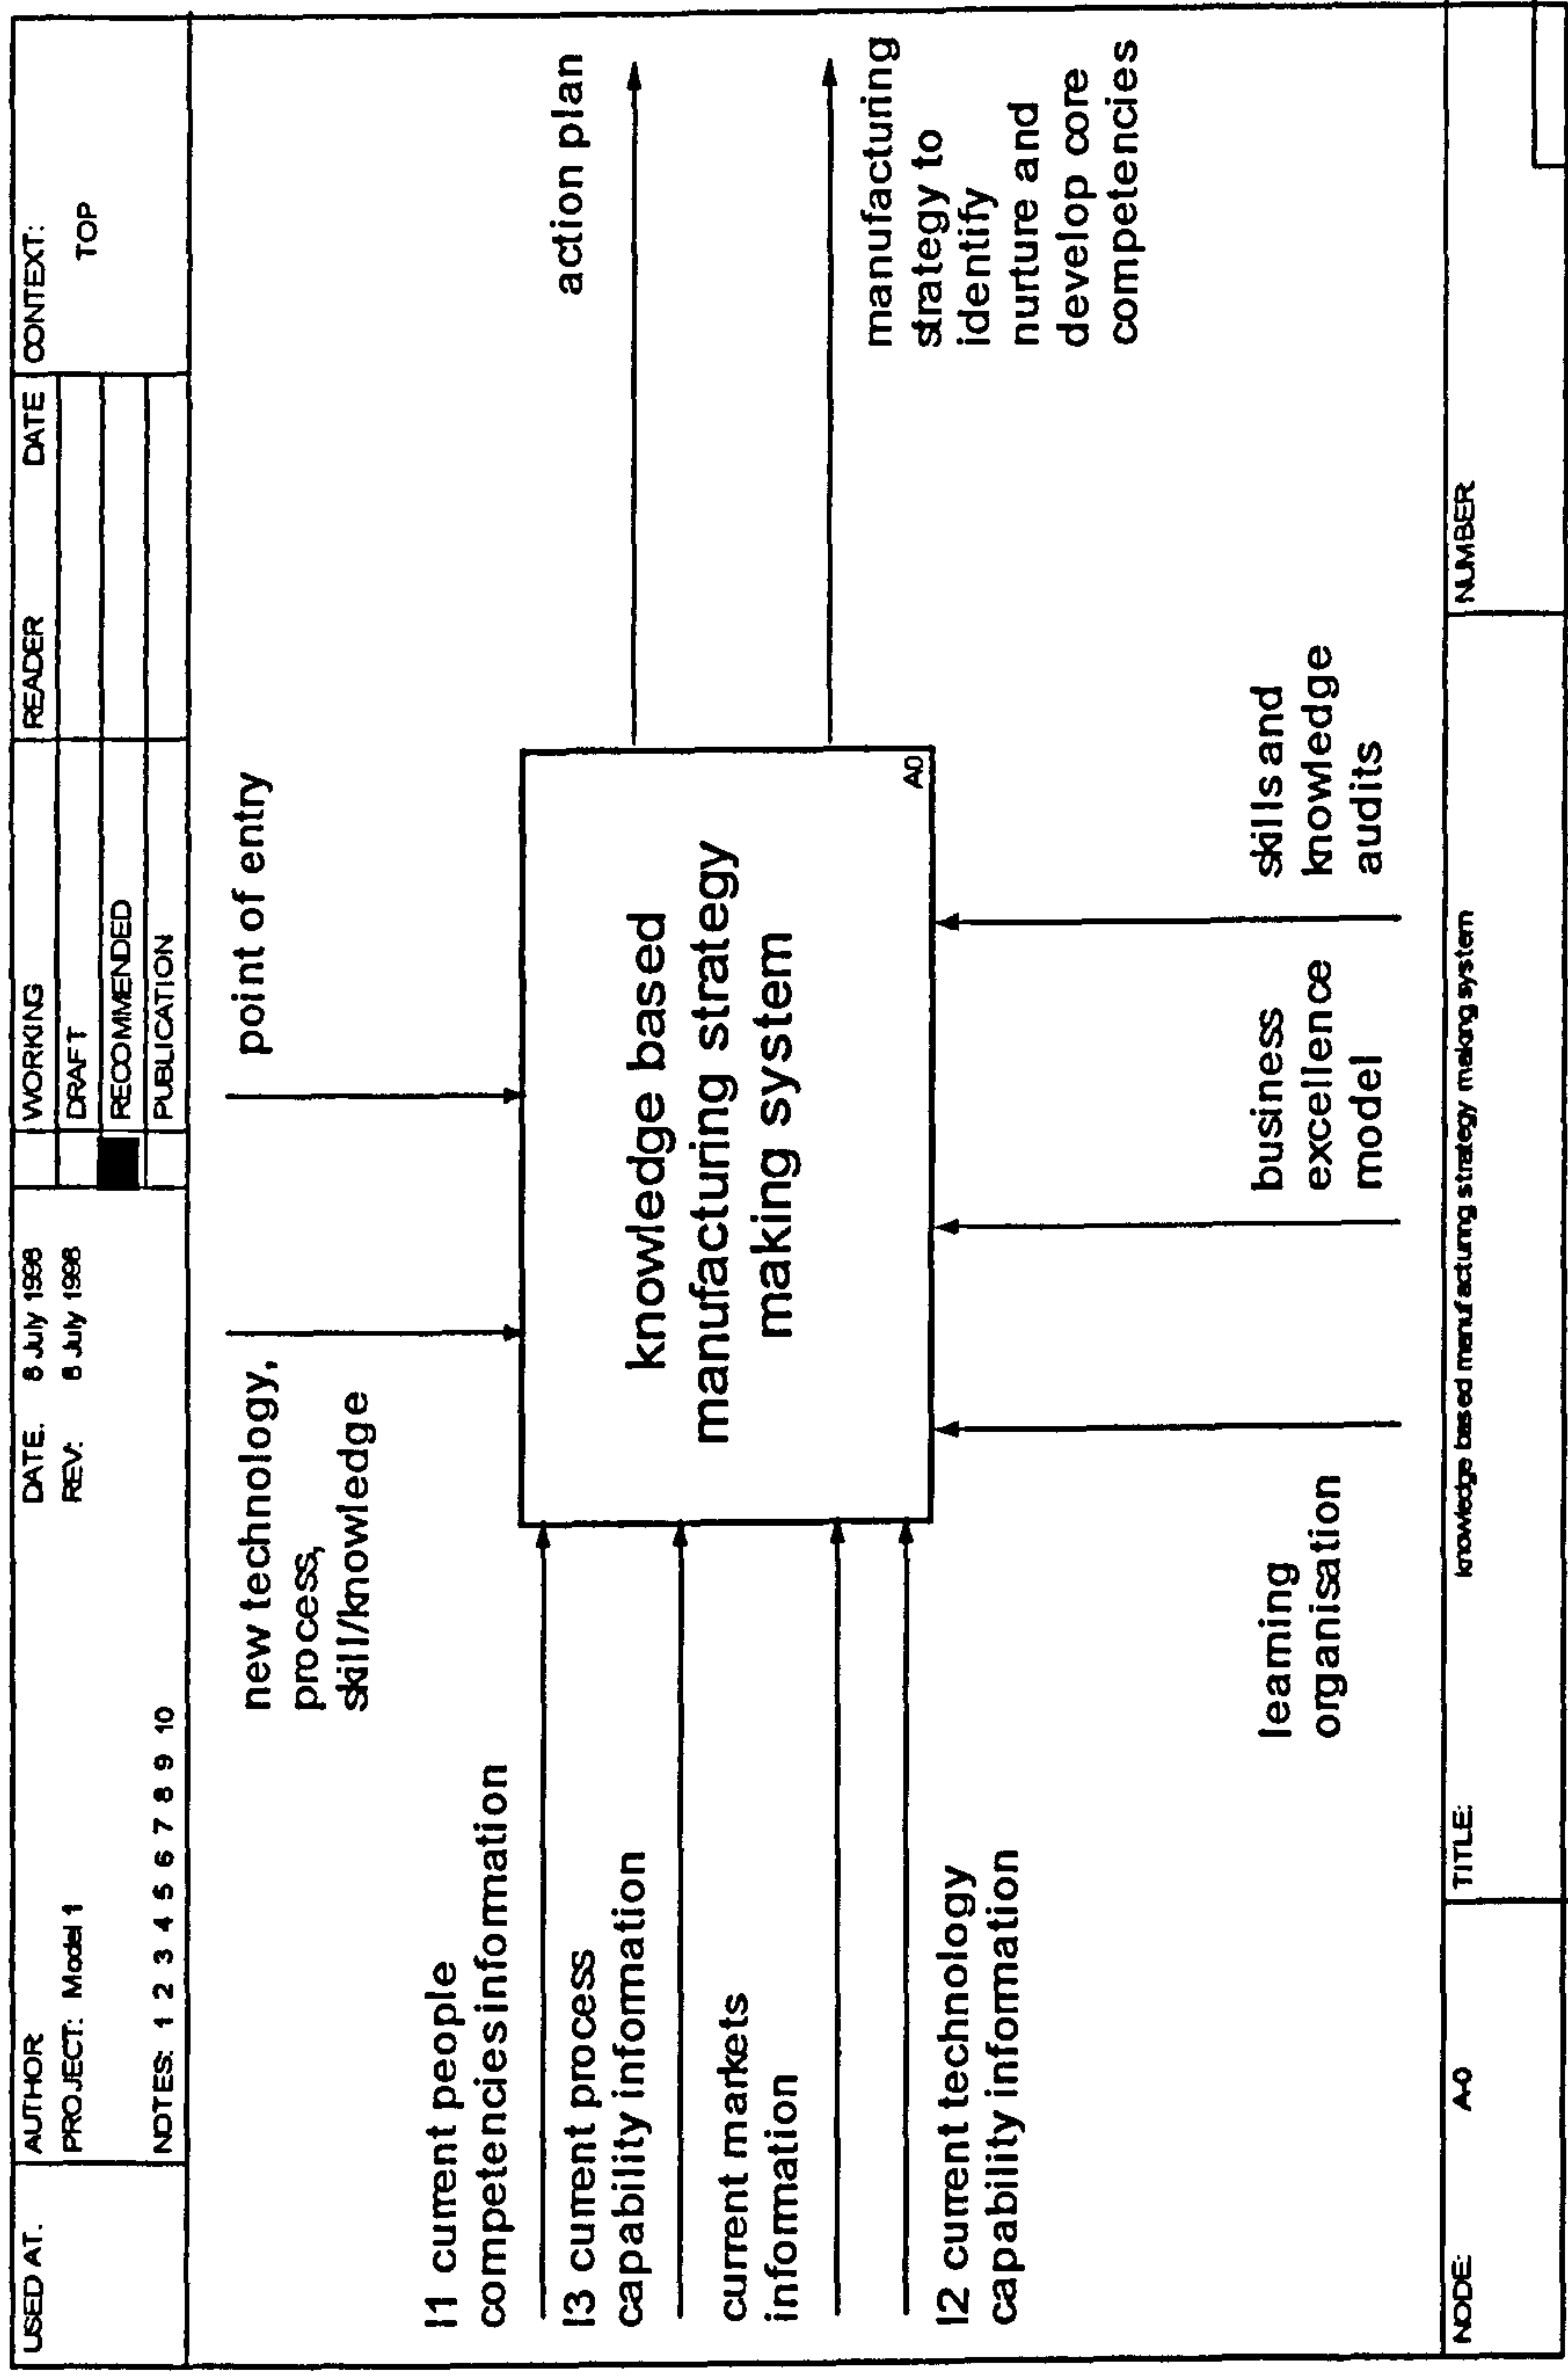 USED AT.
AUTHOR
PROJECT: Model 1
NOTES: 1 2 3 4 5 6 7 8 9 10
DATE. 8 July 1998
REV: 8 July 1998
WORKING
DRAFT
RECOMMENDED
PUBLICATION
READER
DATE
CONTEXT:
TOP
new technology,
process,
skill/knowledge
point of entry
I1 current people
competencies information
I3 current process
capability information
current markets
information
I2 current technology
capability information
knowledge based
manufacturing strategy
making system
A0
action plan
manufacturing
strategy to
identify
nurture and
develop core
competencies
learning
organisation
business
excellence
model
skills and
knowledge
audits
NODE:
A-0
TITLE:
knowledge based manufacturing strategy making system
NUMBER